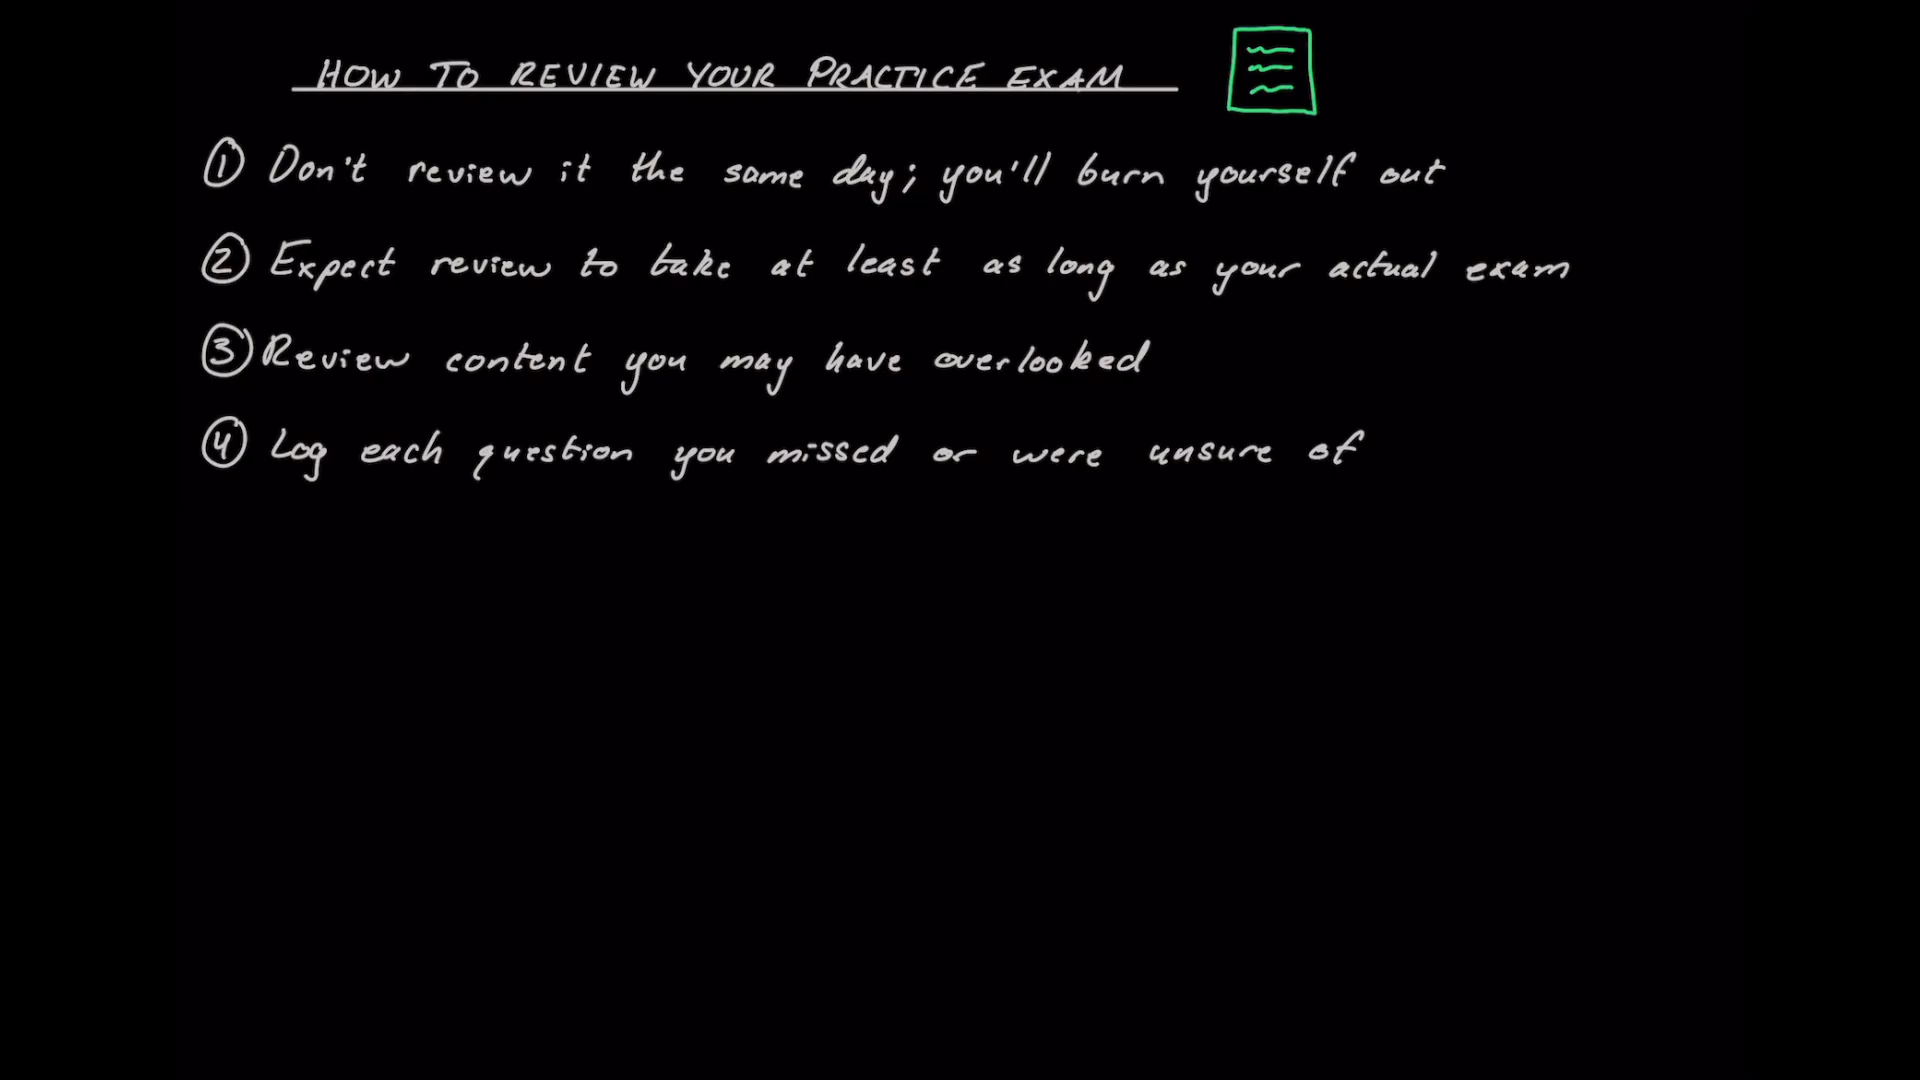 HOW TO REVIEW YOUR PRACTICE EXAM
① Don't review it the same day; you'll burn yourself out
② Expect review to take at least as long as your actual exam
③ Review content you may have overlooked
④ Log each question you missed or were unsure of